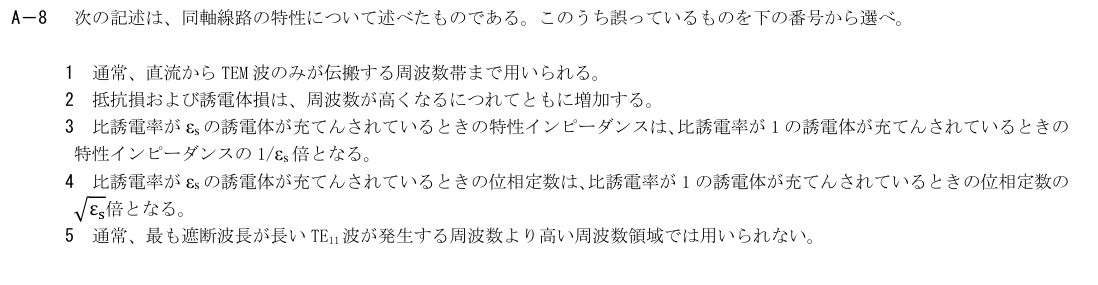 A－8　次の記述は、同軸線路の特性について述べたものである。このうち誤っているものを下の番号から選べ。
1　通常、直流から TEM 波のみが伝搬する周波数帯まで用いられる。
2　抵抗損および誘電体損は、周波数が高くなるにつれてともに増加する。
3　比誘電率が εs の誘電体が充てんされているときの特性インピーダンスは、比誘電率が 1 の誘電体が充てんされているときの
特性インピーダンスの 1/εs 倍となる。
4　比誘電率が εs の誘電体が充てんされているときの位相定数は、比誘電率が 1 の誘電体が充てんされているときの位相定数の
√εs 倍となる。
5　通常、最も遮断波長が長い TE11 波が発生する周波数より高い周波数領域では用いられない。